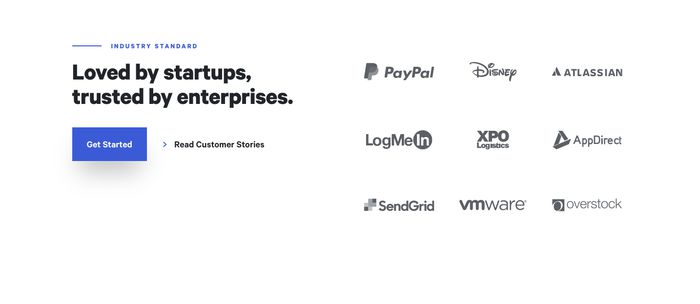 INDUSTRY STANDARD
Loved by startups,
trusted by enterprises.
Get Started
Read Customer Stories
PayPal
Disney
ATLASSIAN
LogMeIn
XPO
Logistics
AppDirect
SendGrid
vmware
overstock